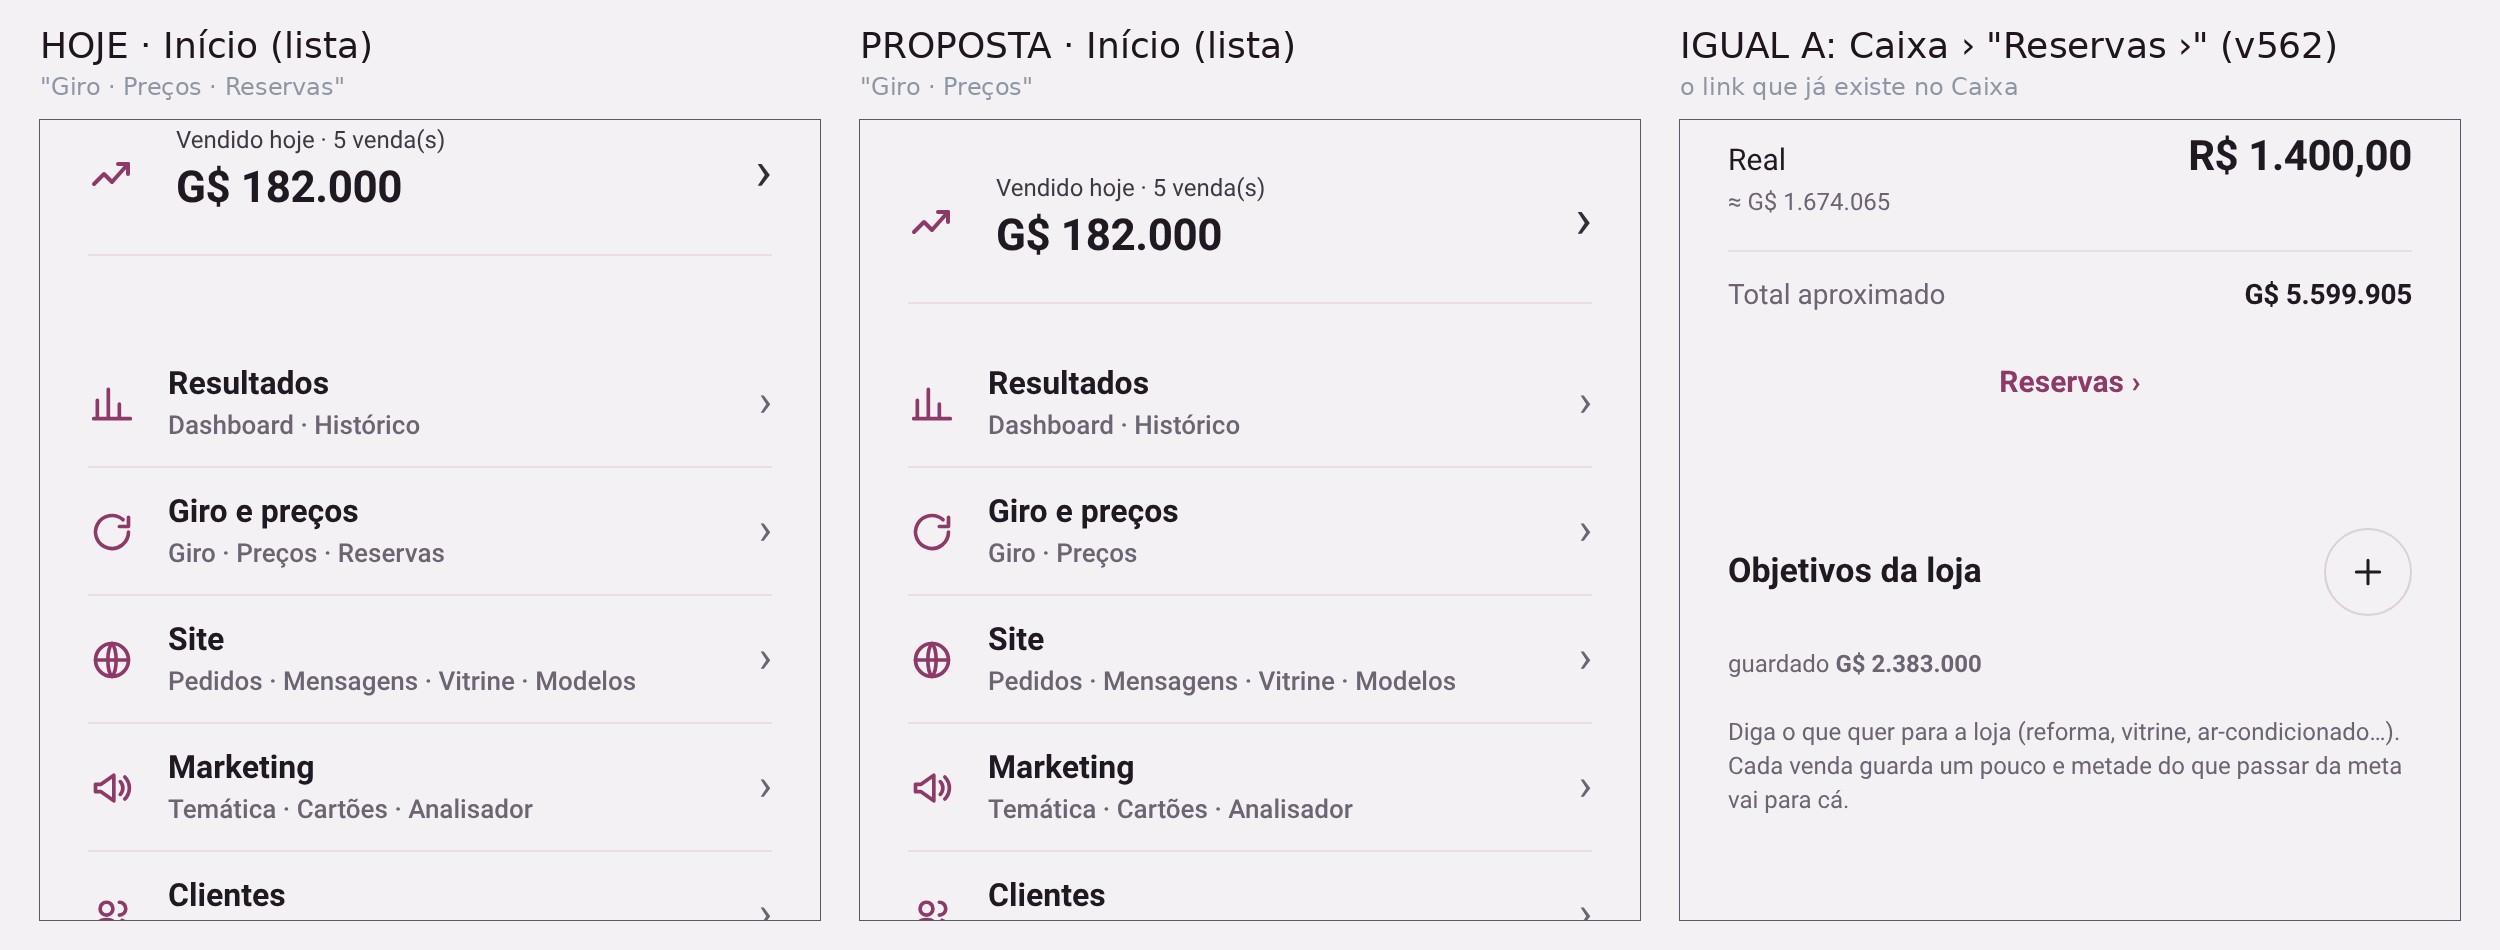 HOJE · Início (lista)
"Giro · Preços · Reservas"
Vendido hoje · 5 venda(s)
G$ 182.000
Resultados
Dashboard · Histórico
Giro e preços
Giro · Preços · Reservas
Site
Pedidos · Mensagens · Vitrine · Modelos
Marketing
Temática · Cartões · Analisador
Clientes
PROPOSTA · Início (lista)
"Giro · Preços"
Vendido hoje · 5 venda(s)
G$ 182.000
Resultados
Dashboard · Histórico
Giro e preços
Giro · Preços
Site
Pedidos · Mensagens · Vitrine · Modelos
Marketing
Temática · Cartões · Analisador
Clientes
IGUAL A: Caixa › "Reservas ›" (v562)
o link que já existe no Caixa
Real R$ 1.400,00
≈ G$ 1.674.065
Total aproximado G$ 5.599.905
Reservas ›
Objetivos da loja
guardado G$ 2.383.000
Diga o que quer para a loja (reforma, vitrine, ar-condicionado…).
Cada venda guarda um pouco e metade do que passar da meta
vai para cá.